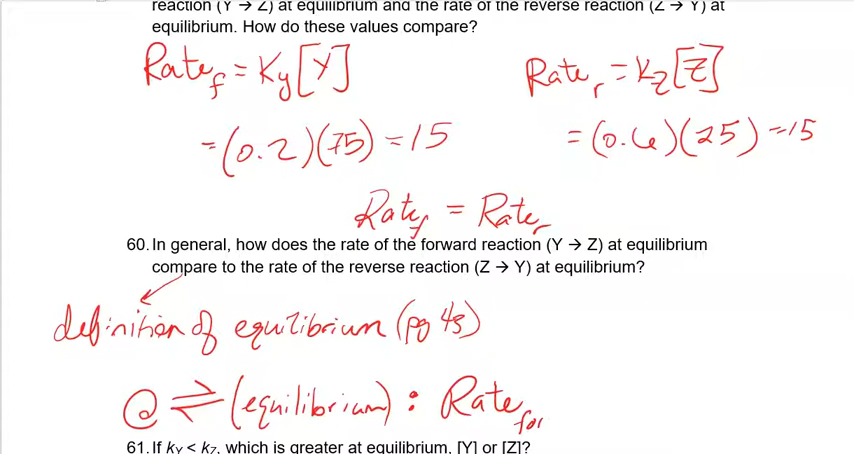 reaction (Y → Z) at equilibrium and the rate of the reverse reaction (Z → Y) at
equilibrium. How do these values compare?
Rate_f = K_y[Y]
Rate_r = K_Z[Z]
= (0.2)(75) = 15
= (0.6)(25) = 15
Rate_f = Rate_r
60. In general, how does the rate of the forward reaction (Y → Z) at equilibrium
compare to the rate of the reverse reaction (Z → Y) at equilibrium?
definition of equilibrium (pg 48)
@ ⇌ (equilibrium) : Rate_for
61. If k_Y < k_Z, which is greater at equilibrium, [Y] or [Z]?